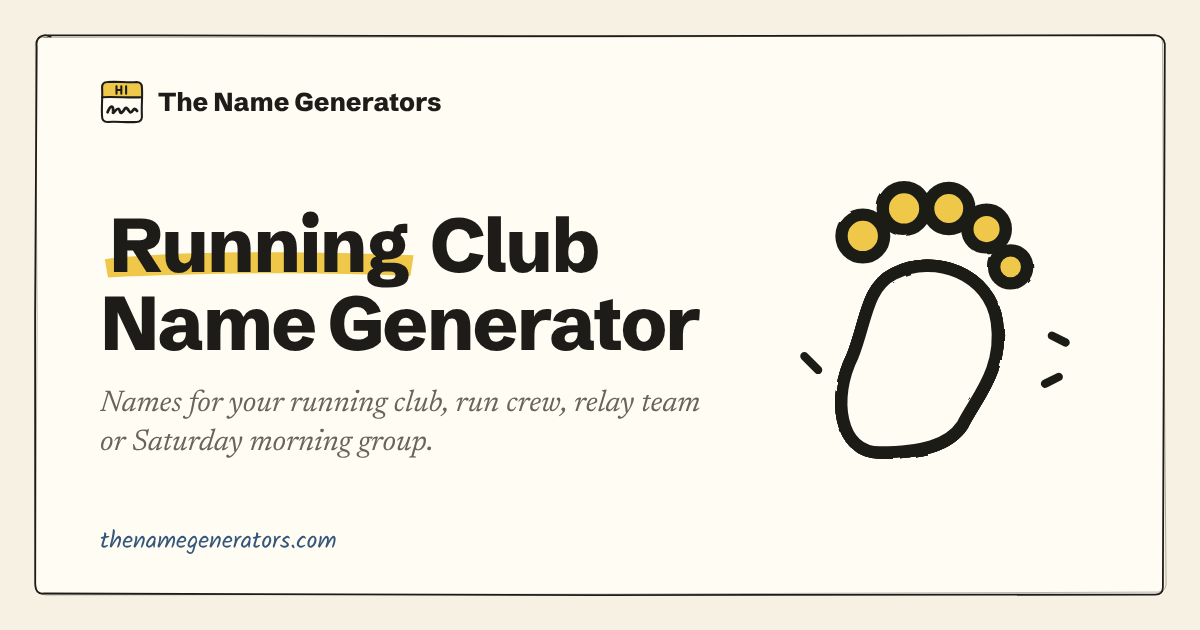 HI
The Name Generators
Running Club
Name Generator
Names for your running club, run crew, relay team
or Saturday morning group.
thenamegenerators.com